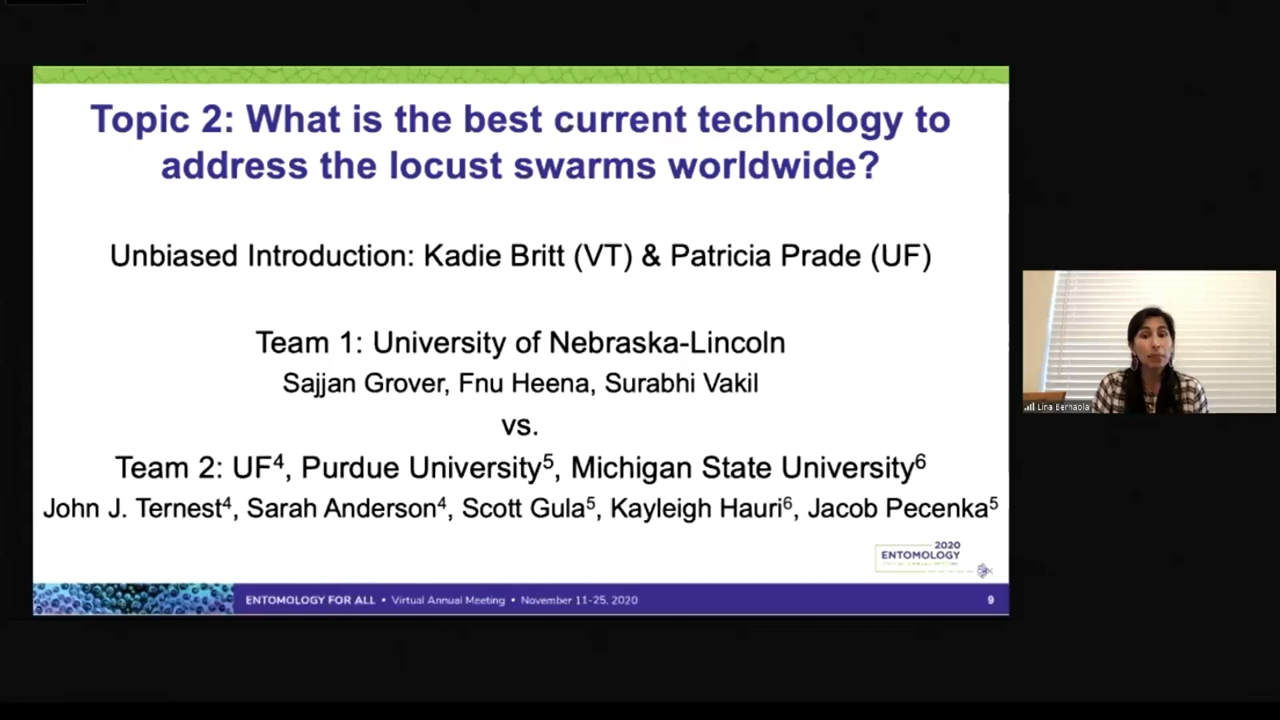 Topic 2: What is the best current technology to
address the locust swarms worldwide?
Unbiased Introduction: Kadie Britt (VT) & Patricia Prade (UF)
Team 1: University of Nebraska-Lincoln
Sajjan Grover, Fnu Heena, Surabhi Vakil
vs.
Team 2: UF⁴, Purdue University⁵, Michigan State University⁶
John J. Ternest⁴, Sarah Anderson⁴, Scott Gula⁵, Kayleigh Hauri⁶, Jacob Pecenka⁵
2020
ENTOMOLOGY
ENTOMOLOGY FOR ALL • Virtual Annual Meeting • November 11-25, 2020
9
Lina Bernaola